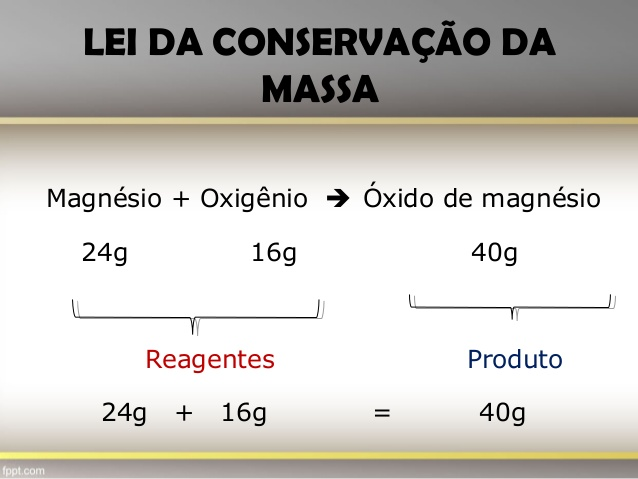 LEI DA CONSERVAÇÃO DA
MASSA
Magnésio + Oxigênio ➔ Óxido de magnésio
24g 16g 40g
Reagentes Produto
24g + 16g = 40g
fppt.com